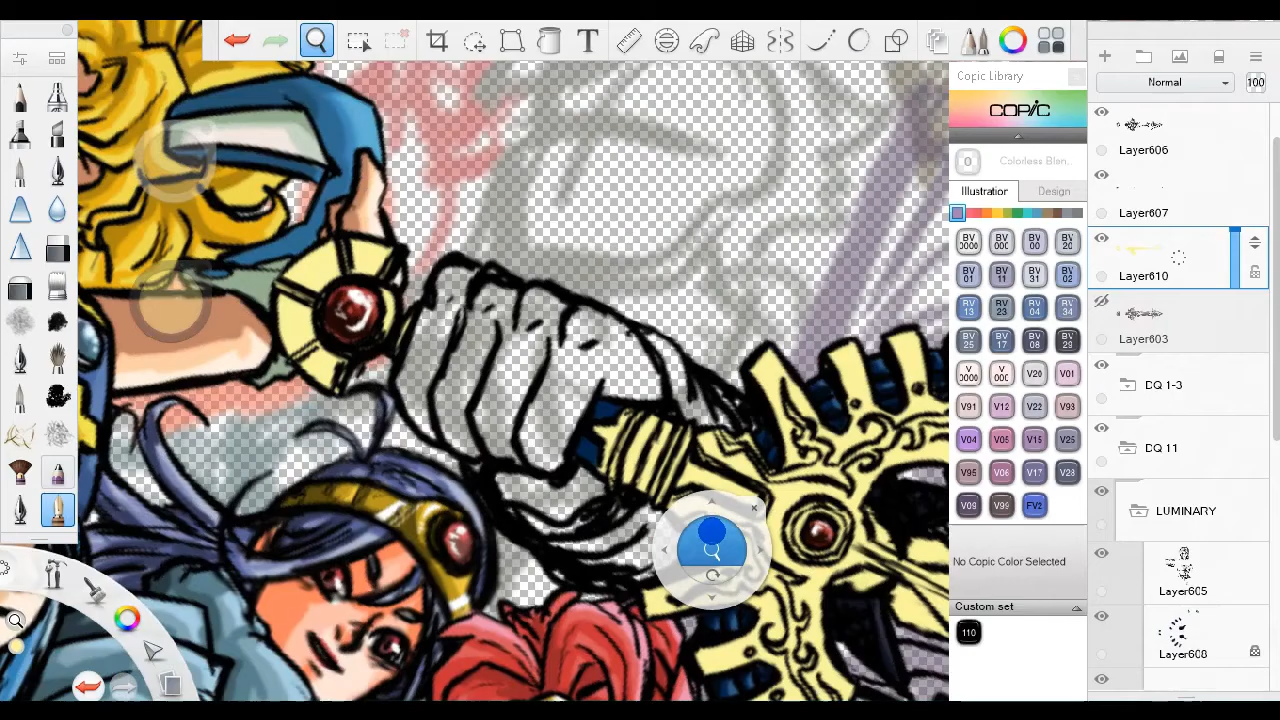 T
Copic Library
COPIC
0
Colorless Blen..
Illustration
Design
BV 0000
BV 000
BV 00
BV 20
BV 01
BV 11
BV 31
BV 02
BV 13
BV 23
BV 04
BV 34
BV 25
BV 17
BV 08
BV 29
V 0000
V 000
V20
V01
V91
V12
V22
V93
V04
V05
V15
V25
V95
V06
V17
V28
V09
V99
FV2
No Copic Color Selected
Custom set
110
Normal
100
Layer606
Layer607
Layer610
Layer603
DQ 1-3
DQ 11
LUMINARY
Layer605
Layer608